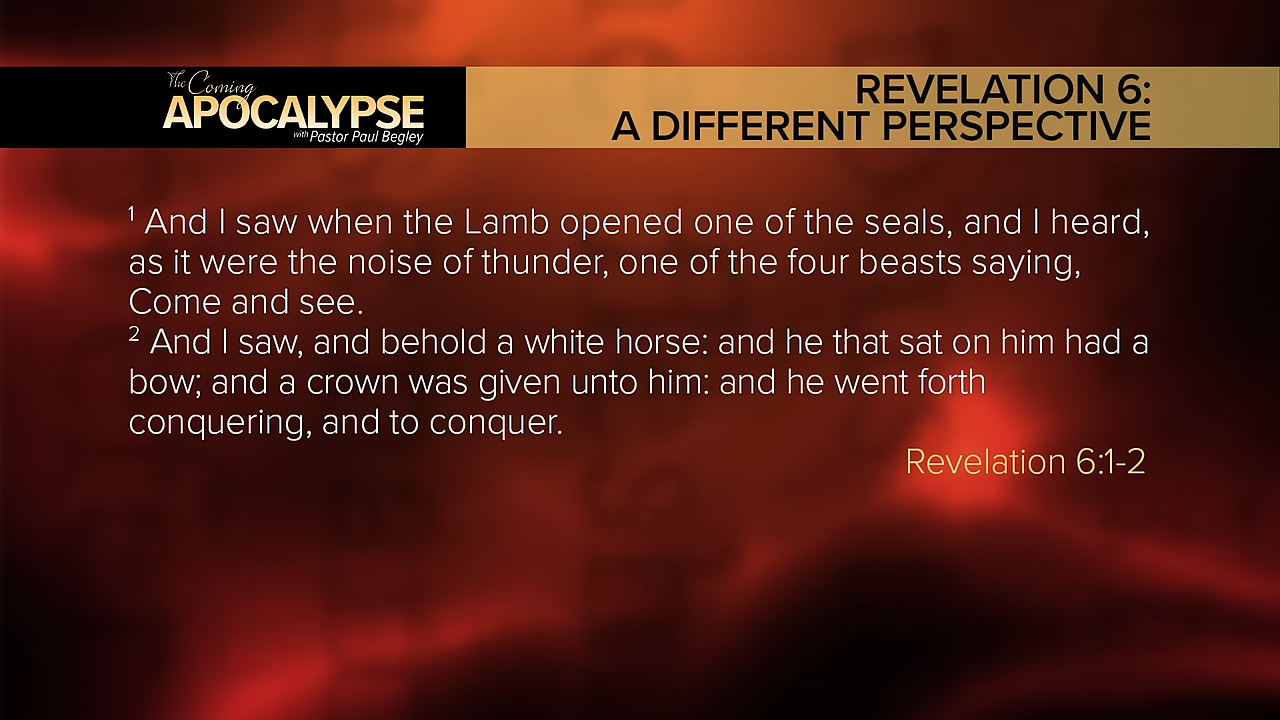 The Coming
APOCALYPSE
with Pastor Paul Begley
REVELATION 6:
A DIFFERENT PERSPECTIVE
1 And I saw when the Lamb opened one of the seals, and I heard,
as it were the noise of thunder, one of the four beasts saying,
Come and see.
2 And I saw, and behold a white horse: and he that sat on him had a
bow; and a crown was given unto him: and he went forth
conquering, and to conquer.
Revelation 6:1-2